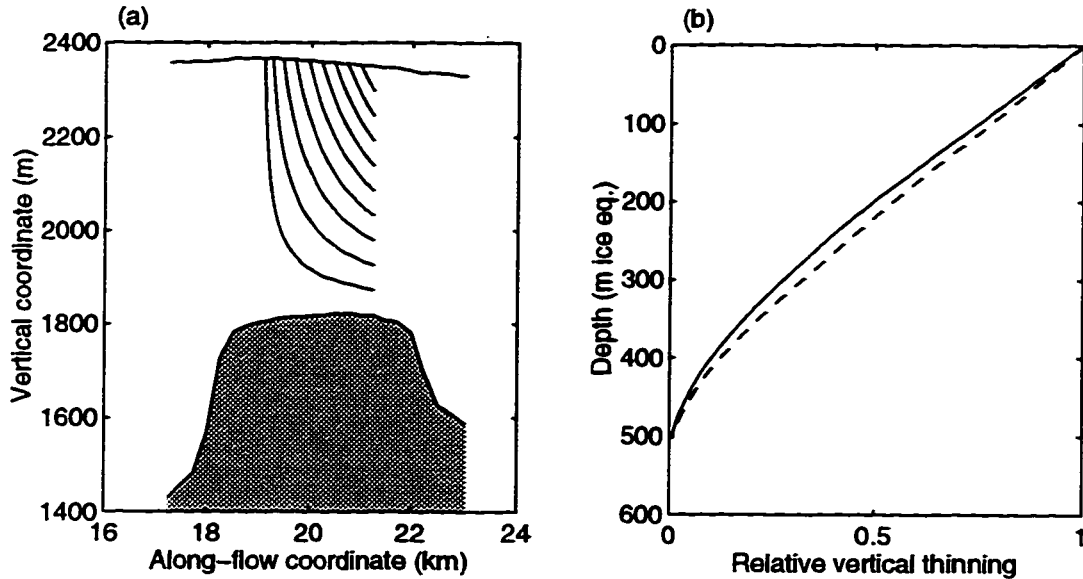 (a)
2400
2200
2000
1800
1600
1400
Vertical coordinate (m)
16 18 20 22 24
Along-flow coordinate (km)
(b)
0
100
200
300
400
500
600
Depth (m ice eq.)
0 0.5 1
Relative vertical thinning